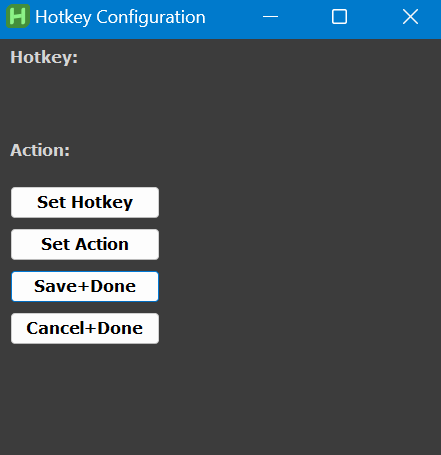 Hotkey Configuration
Hotkey:
Action:
Set Hotkey
Set Action
Save+Done
Cancel+Done